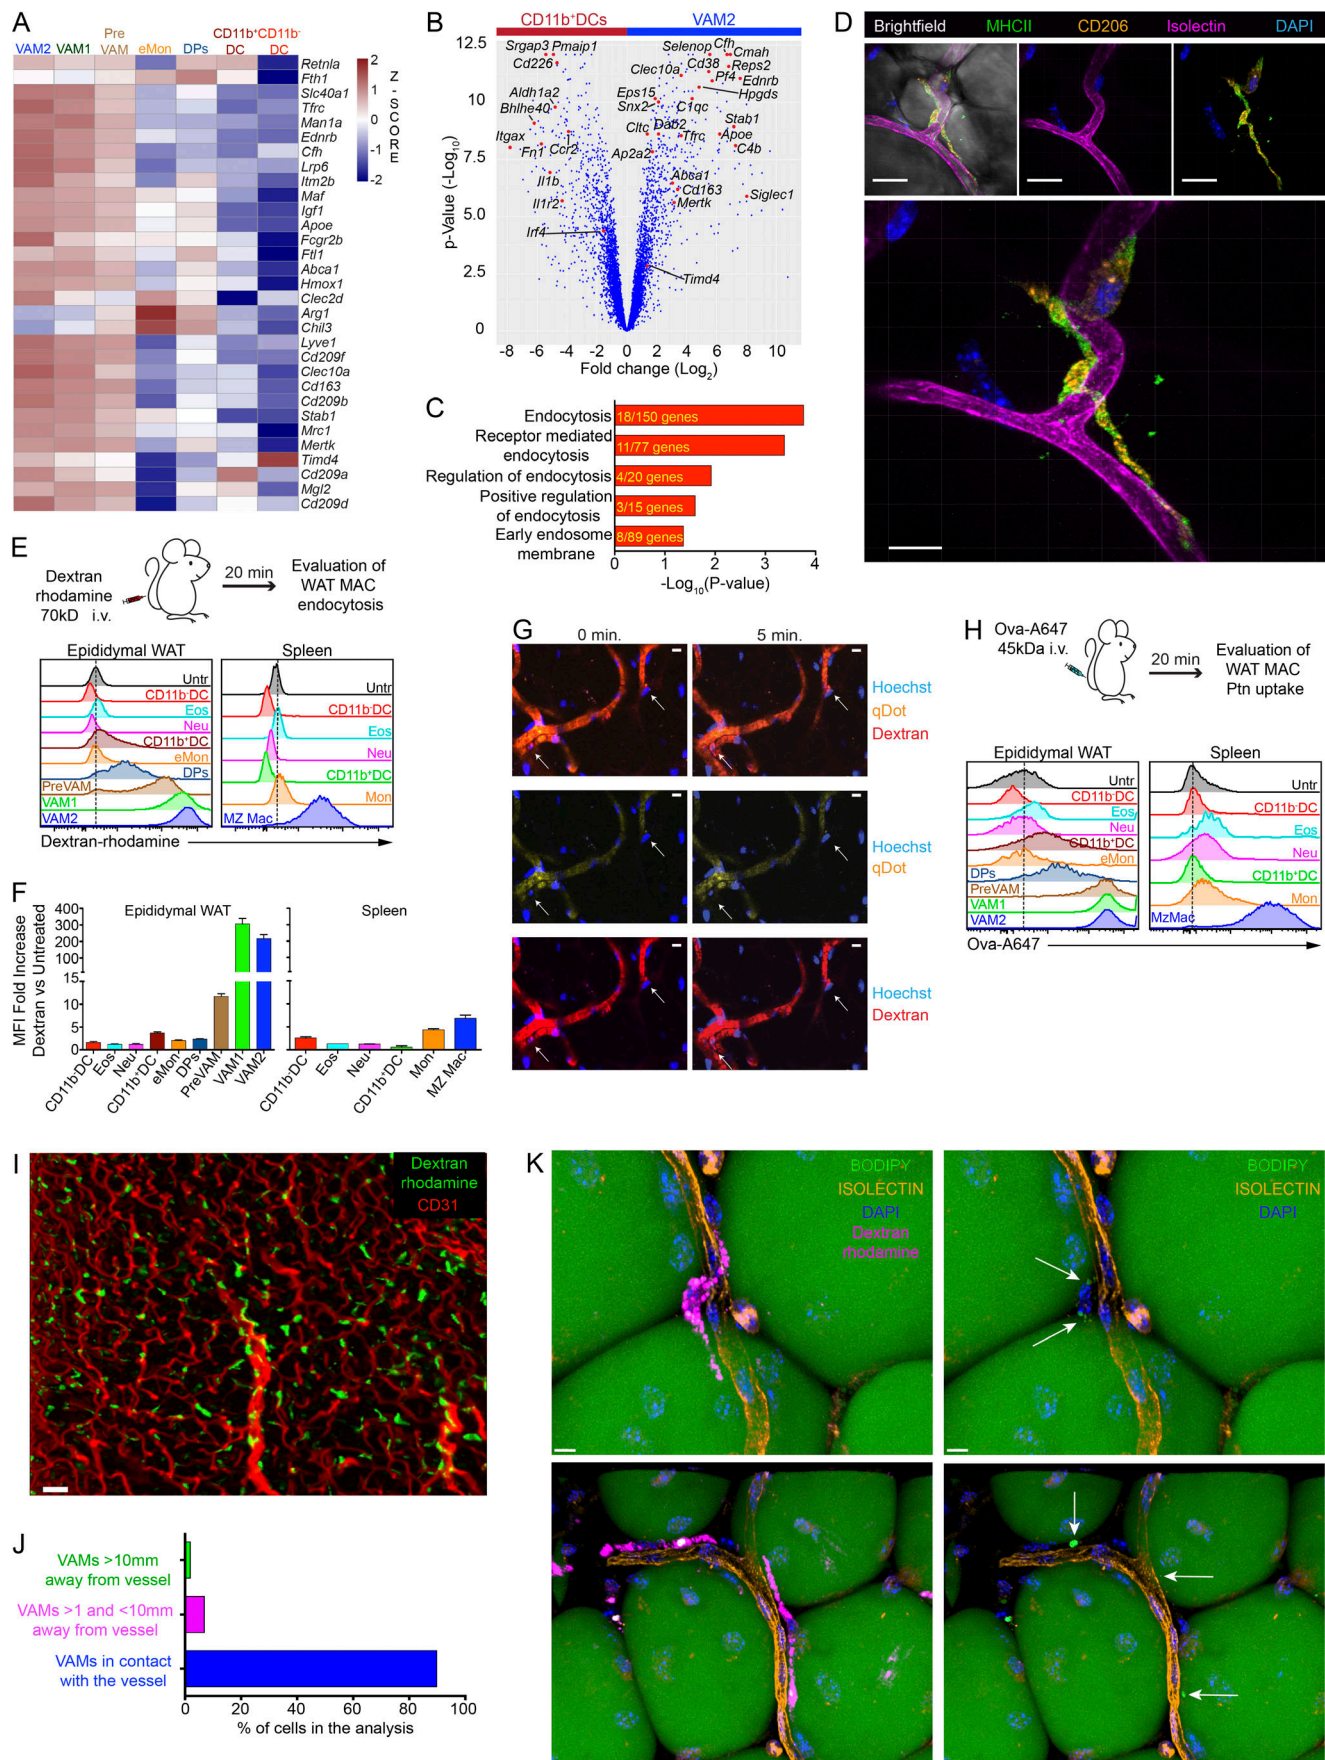 A
VAM2
VAM1
Pre
VAM
eMon
DPs
CD11b+
DC
CD11b-
DC
Retnla
Fth1
Slc40a1
Tfrc
Man1a
Ednrb
Cfh
Lrp6
Itm2b
Maf
Igf1
Apoe
Fcgr2b
Ftl1
Abca1
Hmox1
Clec2d
Arg1
Chil3
Lyve1
Cd209f
Clec10a
Cd163
Cd209b
Stab1
Mrc1
Mertk
Timd4
Cd209a
Mgl2
Cd209d
2
1
0
-1
-2
Z-SCORE
B
CD11b+DCs
VAM2
12.5
10
7.5
5.0
2.5
0
p-Value (-Log10)
Srgap3
Pmaip1
Cd226
Aldh1a2
Bhlhe40
Itgax
Fn1
Ccr2
Il1b
Il1r2
Irf4
Selenop
Cfh
Cmah
Clec10a
Cd38
Reps2
Pf4
Ednrb
Eps15
Hpgds
Snx2
C1qc
Cltc
Dab2
Tfrc
Stab1
Apoe
Ap2a2
C4b
Abca1
Cd163
Mertk
Siglec1
Timd4
-8 -6 -4 -2 0 2 4 6 8 10
Fold change (Log2)
C
Endocytosis
18/150 genes
Receptor mediated
endocytosis
11/77 genes
Regulation of endocytosis
4/20 genes
Positive regulation
of endocytosis
3/15 genes
Early endosome
membrane
8/89 genes
0 1 2 3 4
-Log10(P-value)
D
Brightfield MHCII CD206 Isolectin DAPI
E
Dextran
rhodamine
70kD i.v.
20 min
Evaluation of
WAT MAC
endocytosis
Epididymal WAT
Untr
CD11b-DC
Eos
Neu
CD11b+DC
eMon
DPs
PreVAM
VAM1
VAM2
Spleen
Untr
CD11b-DC
Eos
Neu
CD11b+DC
Mon
MZ Mac
Dextran-rhodamine
F
Epididymal WAT
Spleen
MFI Fold Increase
Dextran vs Untreated
400
300
200
100
15
10
5
0
CD11b-DC
Eos
Neu
CD11b+DC
eMon
DPs
PreVAM
VAM1
VAM2
CD11b-DC
Eos
Neu
CD11b+DC
Mon
MZ Mac
G
0 min.
5 min.
Hoechst
qDot
Dextran
Hoechst
qDot
Hoechst
Dextran
H
Ova-A647
45kDa i.v.
20 min
Evaluation of
WAT MAC
Ptn uptake
Epididymal WAT
Untr
CD11b-DC
Eos
Neu
CD11b+DC
eMon
DPs
PreVAM
VAM1
VAM2
Spleen
Untr
CD11b-DC
Eos
Neu
CD11b+DC
Mon
MzMac
Ova-A647
I
Dextran
rhodamine
CD31
J
VAMs >10mm
away from vessel
VAMs >1 and <10mm
away from vessel
VAMs in contact
with the vessel
0 20 40 60 80 100
% of cells in the analysis
K
BODIPY
ISOLECTIN
DAPI
Dextran
rhodamine
BODIPY
ISOLECTIN
DAPI